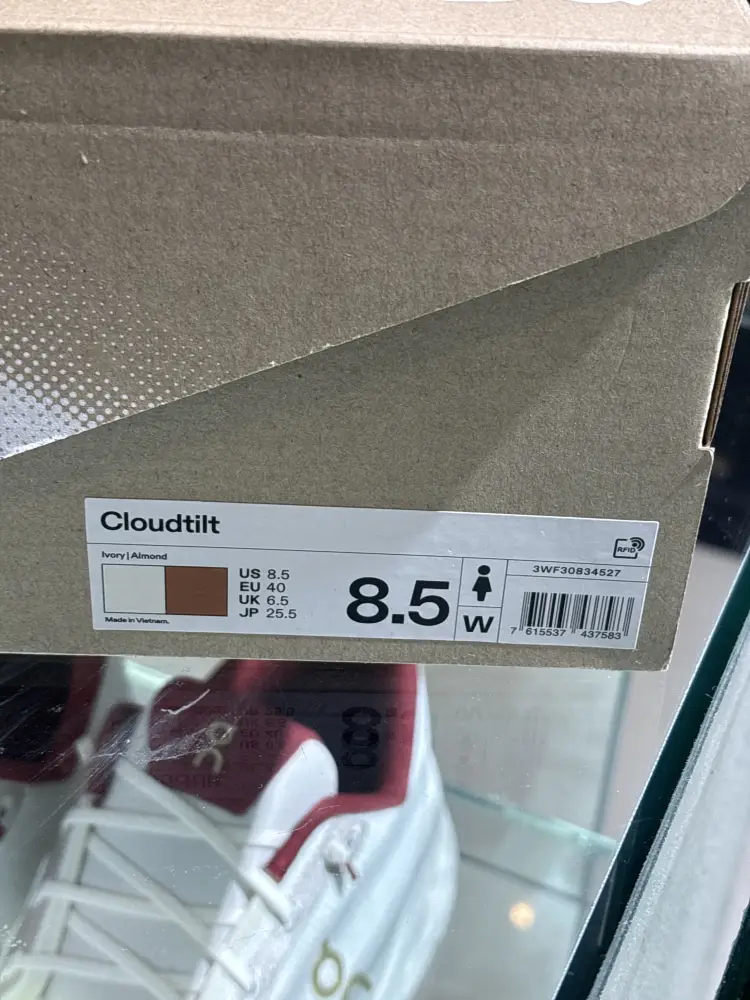 Cloudtilt
RFID
Ivory | Almond
US 8.5
EU 40
UK 6.5
JP 25.5
8.5
W
3WF30834527
7 615537 437583
Made in Vietnam.